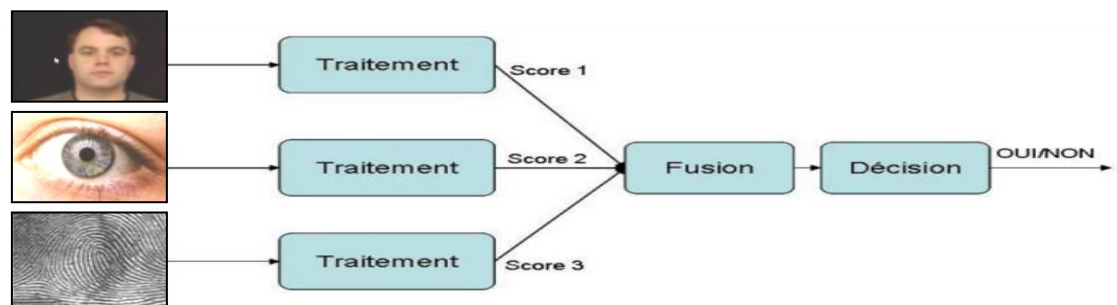 Traitement
Score 1
Traitement
Score 2
Fusion
Décision
OUI/NON
Traitement
Score 3